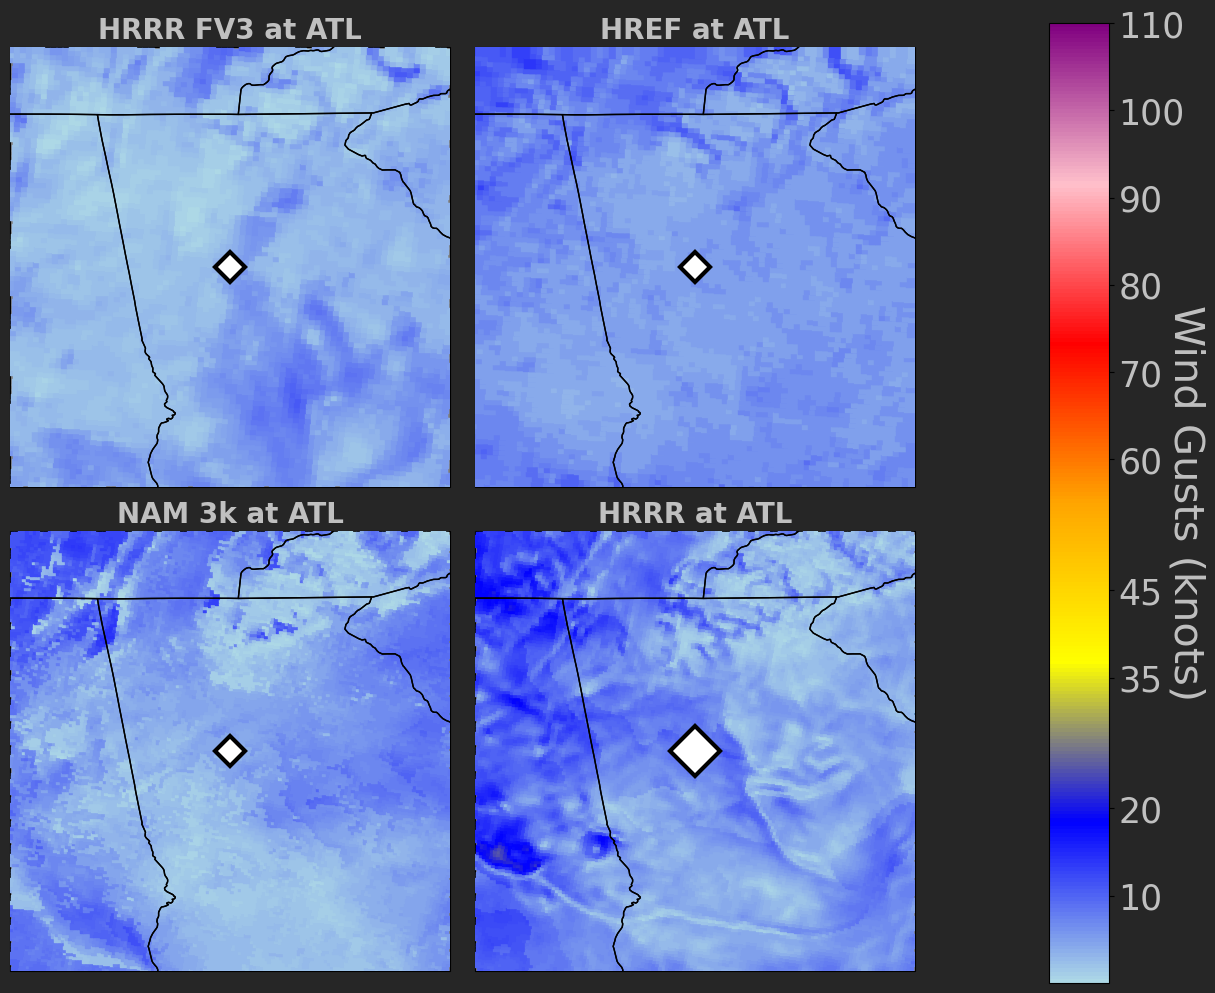 HRRR FV3 at ATL
HREF at ATL
NAM 3k at ATL
HRRR at ATL
110
100
90
80
70
60
45
35
20
10
Wind Gusts (knots)